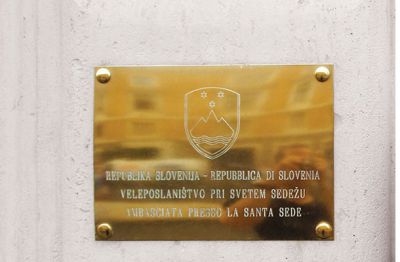 REPUBLIKA SLOVENIJA - REPUBBLICA DI SLOVENIA
VELEPOSLANIŠTVO PRI SVETEM SEDEŽU
AMBASCIATA PRESSO LA SANTA SEDE